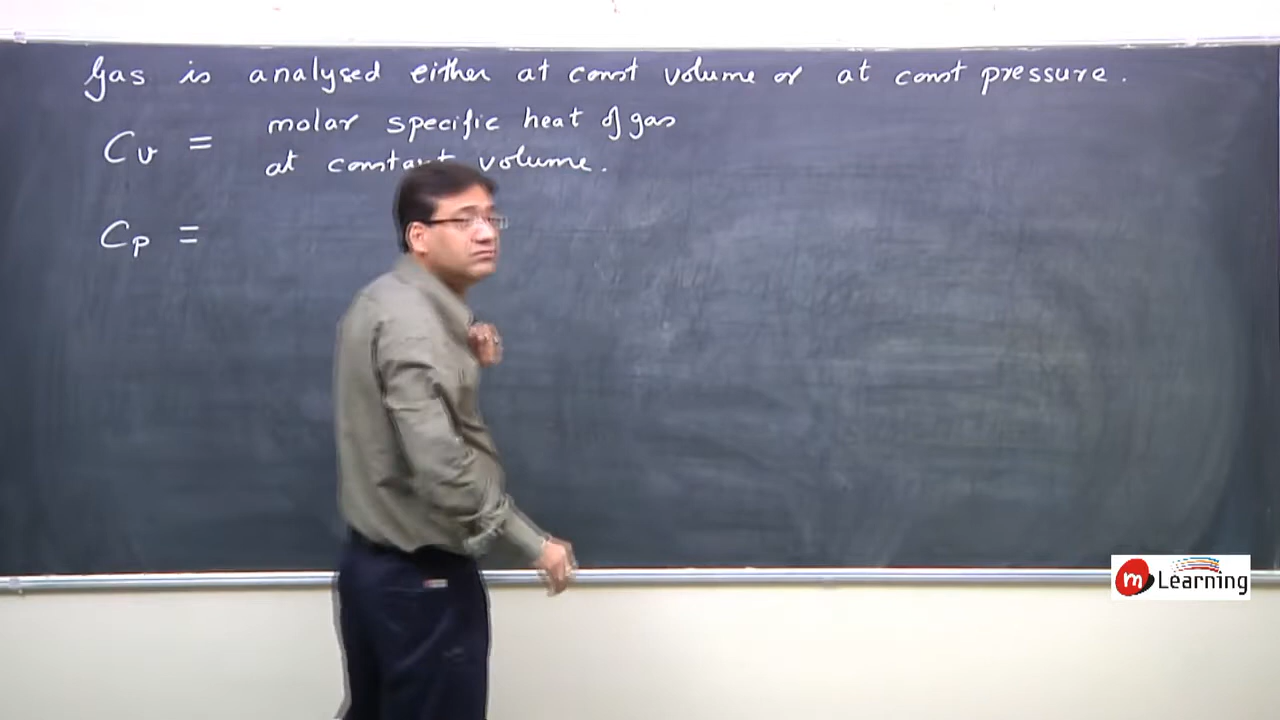 Gas is analysed either at const volume or at const pressure.
Cv = molar specific heat of gas
at constant volume.
Cp =
m Learning